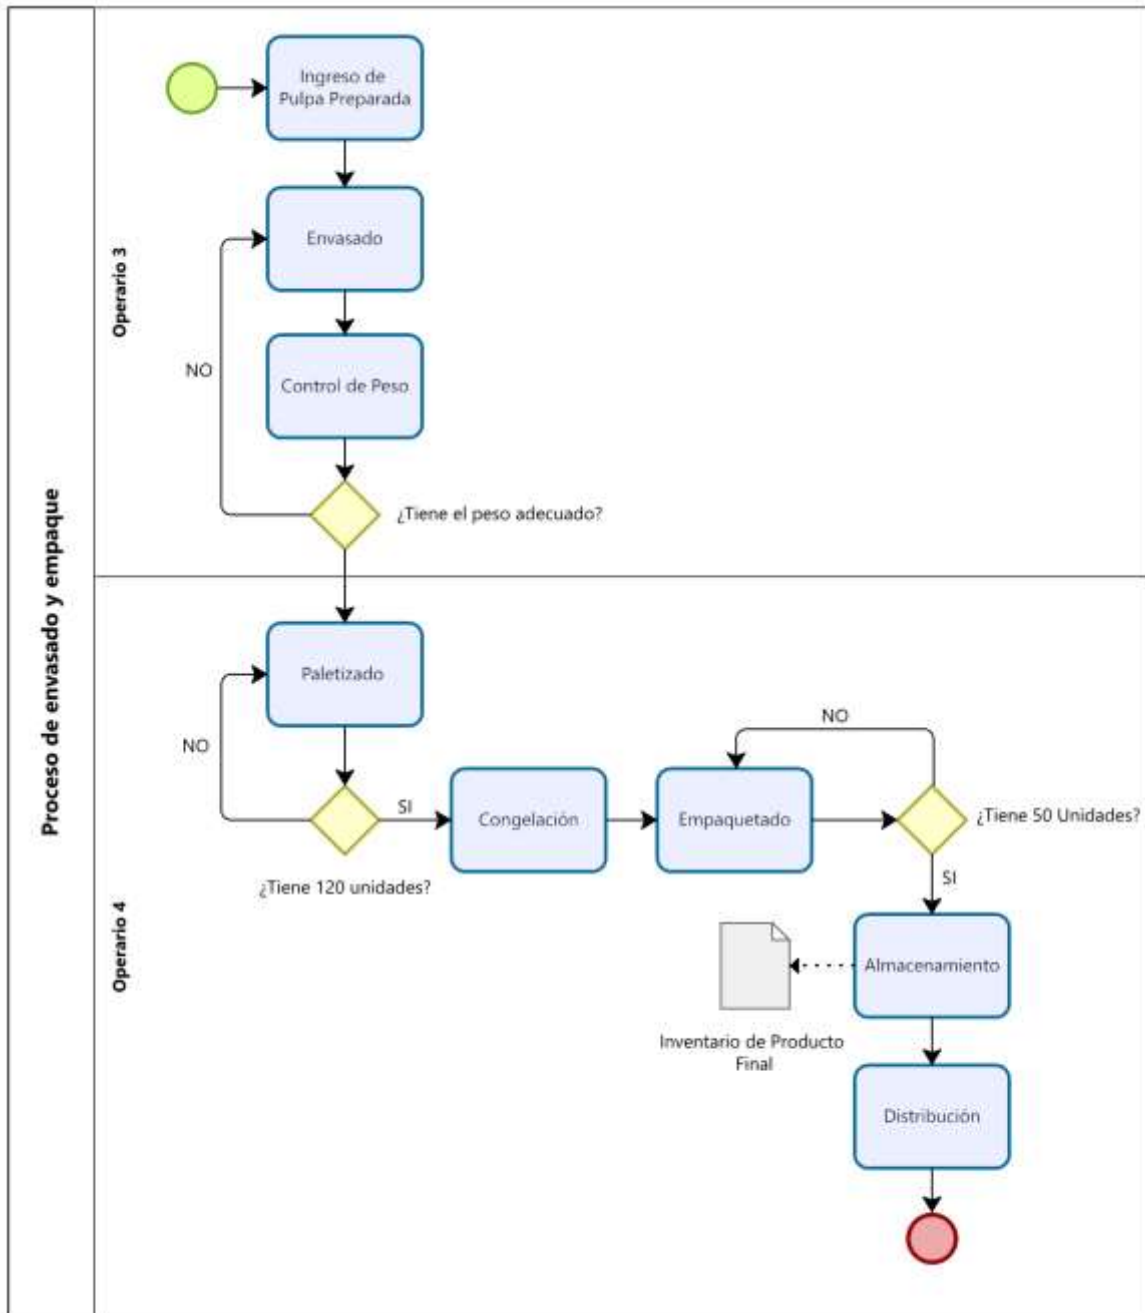 Proceso de envasado y empaque
Operario 3
Ingreso de
Pulpa Preparada
Envasado
Control de Peso
NO
¿Tiene el peso adecuado?
Operario 4
Paletizado
NO
SI
¿Tiene 120 unidades?
Congelación
Empaquetado
NO
¿Tiene 50 Unidades?
SI
Almacenamiento
Inventario de Producto
Final
Distribución